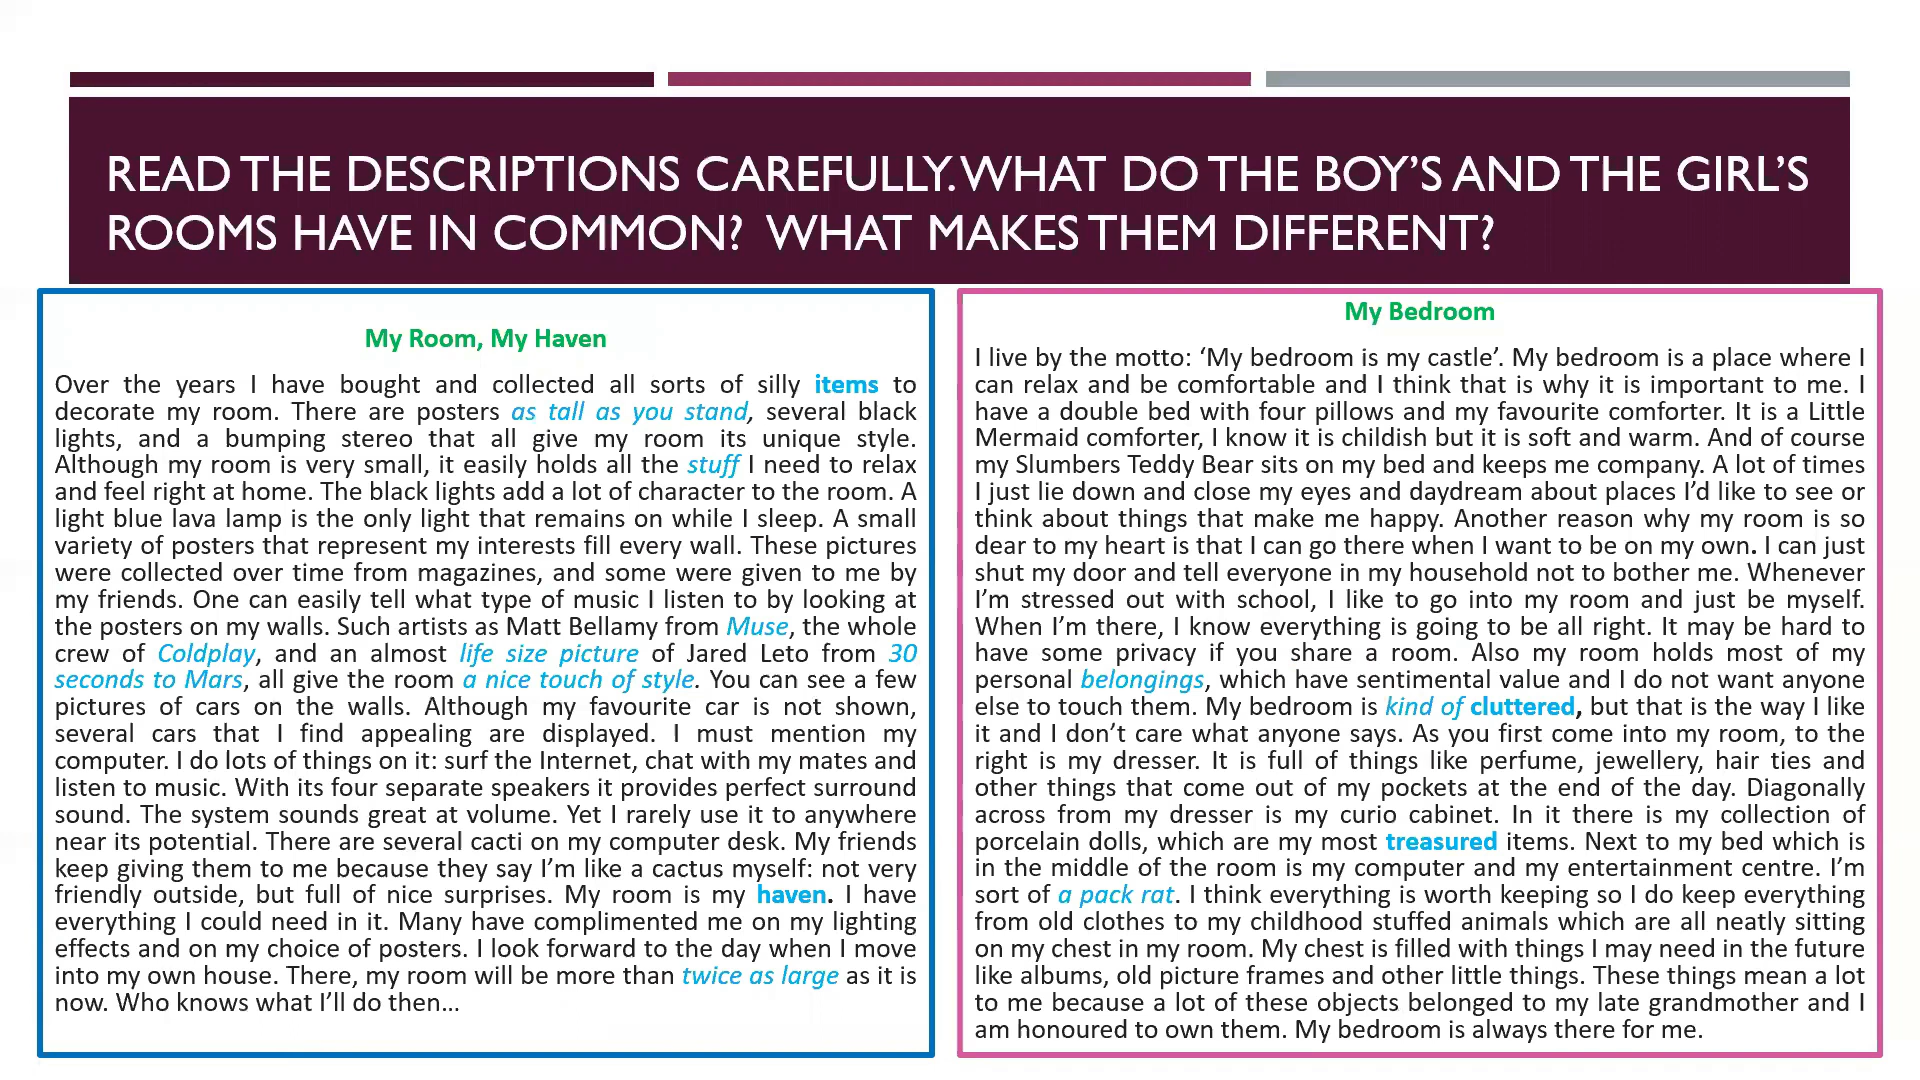 READ THE DESCRIPTIONS CAREFULLY. WHAT DO THE BOY’S AND THE GIRL’S
ROOMS HAVE IN COMMON? WHAT MAKES THEM DIFFERENT?
My Room, My Haven
Over the years I have bought and collected all sorts of silly items to
decorate my room. There are posters as tall as you stand, several black
lights, and a bumping stereo that all give my room its unique style.
Although my room is very small, it easily holds all the stuff I need to relax
and feel right at home. The black lights add a lot of character to the room. A
light blue lava lamp is the only light that remains on while I sleep. A small
variety of posters that represent my interests fill every wall. These pictures
were collected over time from magazines, and some were given to me by
my friends. One can easily tell what type of music I listen to by looking at
the posters on my walls. Such artists as Matt Bellamy from Muse, the whole
crew of Coldplay, and an almost life size picture of Jared Leto from 30
seconds to Mars, all give the room a nice touch of style. You can see a few
pictures of cars on the walls. Although my favourite car is not shown,
several cars that I find appealing are displayed. I must mention my
computer. I do lots of things on it: surf the Internet, chat with my mates and
listen to music. With its four separate speakers it provides perfect surround
sound. The system sounds great at volume. Yet I rarely use it to anywhere
near its potential. There are several cacti on my computer desk. My friends
keep giving them to me because they say I’m like a cactus myself: not very
friendly outside, but full of nice surprises. My room is my haven. I have
everything I could need in it. Many have complimented me on my lighting
effects and on my choice of posters. I look forward to the day when I move
into my own house. There, my room will be more than twice as large as it is
now. Who knows what I’ll do then…
My Bedroom
I live by the motto: ‘My bedroom is my castle’. My bedroom is a place where I
can relax and be comfortable and I think that is why it is important to me. I
have a double bed with four pillows and my favourite comforter. It is a Little
Mermaid comforter, I know it is childish but it is soft and warm. And of course
my Slumbers Teddy Bear sits on my bed and keeps me company. A lot of times
I just lie down and close my eyes and daydream about places I’d like to see or
think about things that make me happy. Another reason why my room is so
dear to my heart is that I can go there when I want to be on my own. I can just
shut my door and tell everyone in my household not to bother me. Whenever
I’m stressed out with school, I like to go into my room and just be myself.
When I’m there, I know everything is going to be all right. It may be hard to
have some privacy if you share a room. Also my room holds most of my
personal belongings, which have sentimental value and I do not want anyone
else to touch them. My bedroom is kind of cluttered, but that is the way I like
it and I don’t care what anyone says. As you first come into my room, to the
right is my dresser. It is full of things like perfume, jewellery, hair ties and
other things that come out of my pockets at the end of the day. Diagonally
across from my dresser is my curio cabinet. In it there is my collection of
porcelain dolls, which are my most treasured items. Next to my bed which is
in the middle of the room is my computer and my entertainment centre. I’m
sort of a pack rat. I think everything is worth keeping so I do keep everything
from old clothes to my childhood stuffed animals which are all neatly sitting
on my chest in my room. My chest is filled with things I may need in the future
like albums, old picture frames and other little things. These things mean a lot
to me because a lot of these objects belonged to my late grandmother and I
am honoured to own them. My bedroom is always there for me.